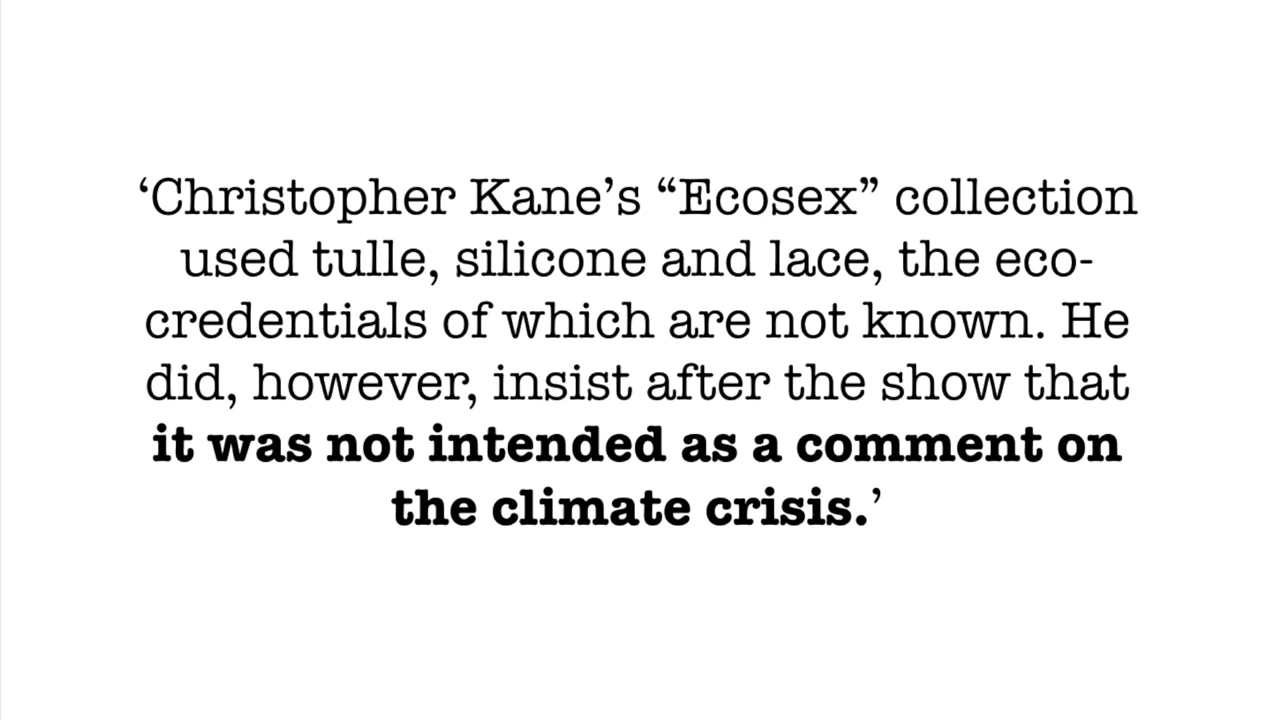 ‘Christopher Kane’s “Ecosex” collection
used tulle, silicone and lace, the eco-
credentials of which are not known. He
did, however, insist after the show that
it was not intended as a comment on
the climate crisis.’